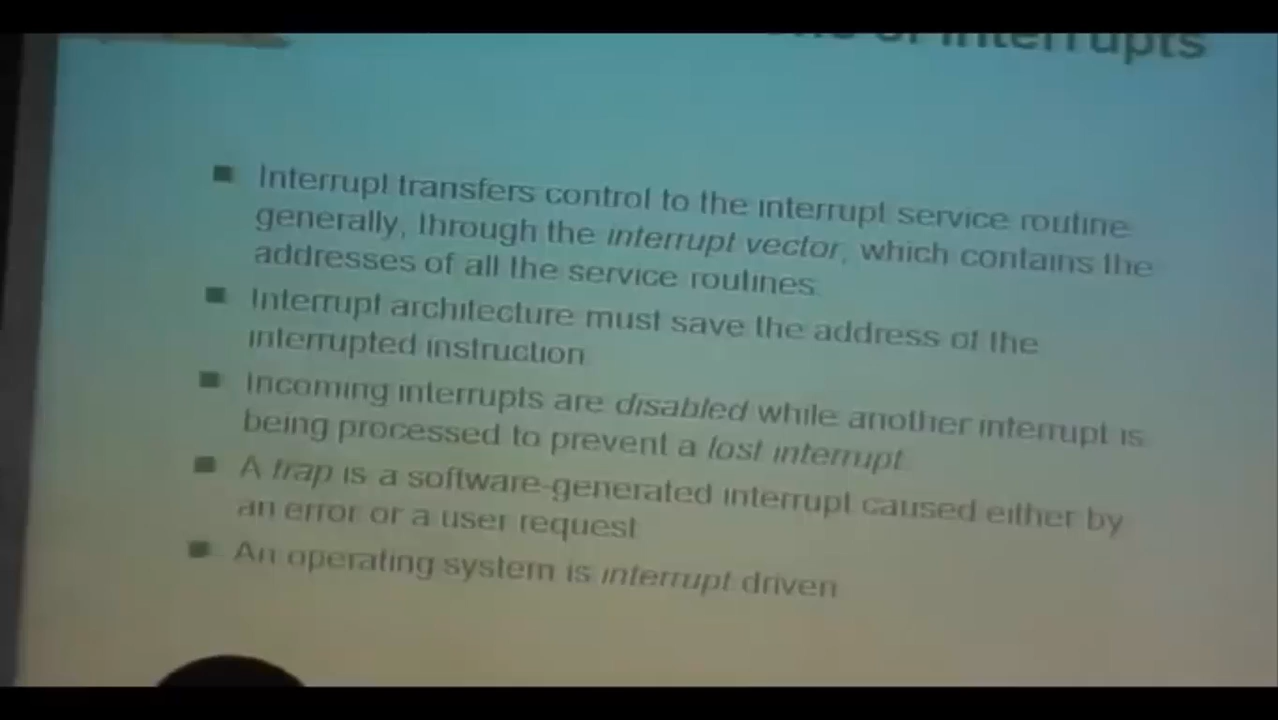 of Interrupts
Interrupt transfers control to the interrupt service routine
generally, through the interrupt vector, which contains the
addresses of all the service routines.
Interrupt architecture must save the address of the
interrupted instruction
Incoming interrupts are disabled while another interrupt is
being processed to prevent a lost interrupt.
A trap is a software-generated interrupt caused either by
an error or a user request
An operating system is interrupt driven